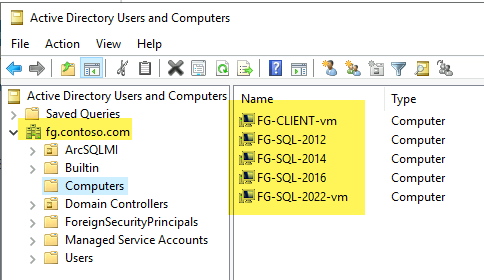 Active Directory Users and Computers
File Action View Help
Active Directory Users and Computers
Saved Queries
fg.contoso.com
ArcSQLMI
Builtin
Computers
Domain Controllers
ForeignSecurityPrincipals
Managed Service Accounts
Users
Name Type
FG-CLIENT-vm Computer
FG-SQL-2012 Computer
FG-SQL-2014 Computer
FG-SQL-2016 Computer
FG-SQL-2022-vm Computer